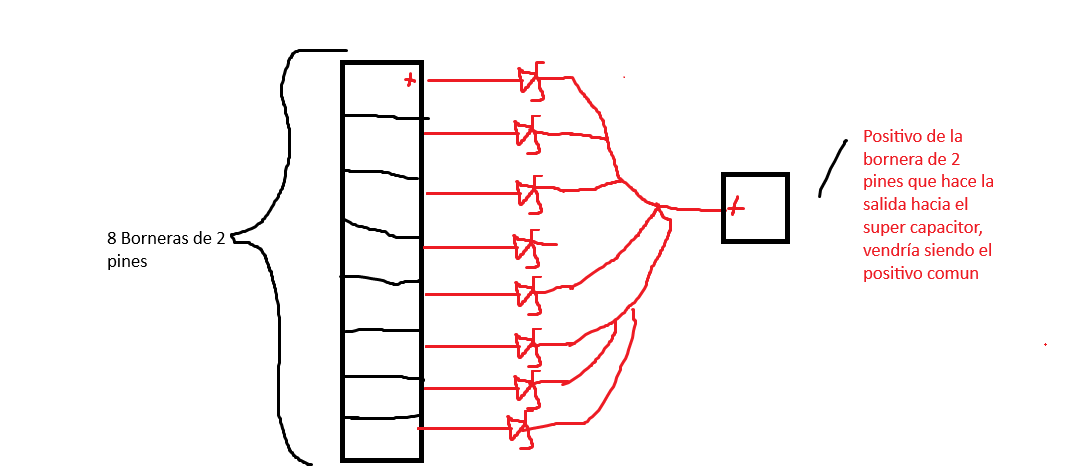 +
Positivo de la
bornera de 2
pines que hace la
salida hacia el
super capacitor,
vendría siendo el
positivo comun
+
8 Borneras de 2
pines